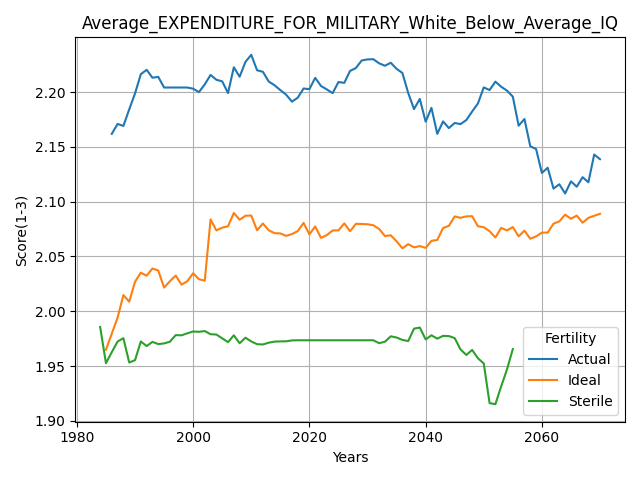 Average_EXPENDITURE_FOR_MILITARY_White_Below_Average_IQ
Score(1-3)
2.20
2.15
2.10
2.05
2.00
1.95
1.90
1980
2000
2020
2040
2060
Years
Fertility
Actual
Ideal
Sterile